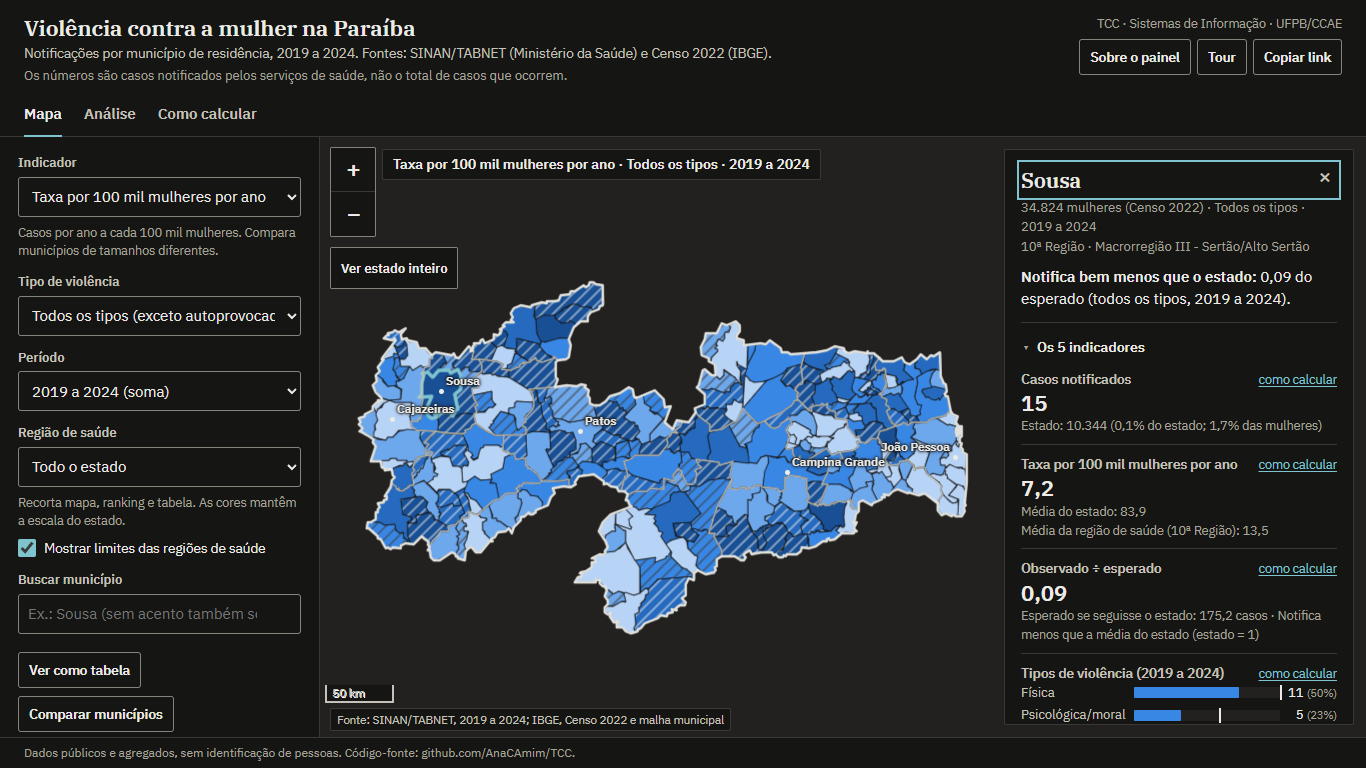 Violência contra a mulher na Paraíba
Notificações por município de residência, 2019 a 2024. Fontes: SINAN/TABNET (Ministério da Saúde) e Censo 2022 (IBGE).
Os números são casos notificados pelos serviços de saúde, não o total de casos que ocorrem.
TCC · Sistemas de Informação · UFPB/CCAE
Sobre o painel
Tour
Copiar link
Mapa
Análise
Como calcular
Indicador
Taxa por 100 mil mulheres por ano
Casos por ano a cada 100 mil mulheres. Compara
municípios de tamanhos diferentes.
Tipo de violência
Todos os tipos (exceto autoprovocac
Período
2019 a 2024 (soma)
Região de saúde
Todo o estado
Recorta mapa, ranking e tabela. As cores mantêm
a escala do estado.
Mostrar limites das regiões de saúde
Buscar município
Ex.: Sousa (sem acento também se
Ver como tabela
Comparar municípios
+
−
Taxa por 100 mil mulheres por ano · Todos os tipos · 2019 a 2024
Ver estado inteiro
Sousa
Cajazeiras
Patos
João Pessoa
Campina Grande
50 km
Fonte: SINAN/TABNET, 2019 a 2024; IBGE, Censo 2022 e malha municipal
Sousa
×
34.824 mulheres (Censo 2022) · Todos os tipos ·
2019 a 2024
10ª Região · Macrorregião III - Sertão/Alto Sertão
Notifica bem menos que o estado: 0,09 do
esperado (todos os tipos, 2019 a 2024).
Os 5 indicadores
Casos notificados como calcular
15
Estado: 10.344 (0,1% do estado; 1,7% das mulheres)
Taxa por 100 mil mulheres por ano como calcular
7,2
Média do estado: 83,9
Média da região de saúde (10ª Região): 13,5
Observado ÷ esperado como calcular
0,09
Esperado se seguisse o estado: 175,2 casos · Notifica
menos que a média do estado (estado = 1)
Tipos de violência (2019 a 2024) como calcular
Física 11 (50%)
Psicológica/moral 5 (23%)
Dados públicos e agregados, sem identificação de pessoas. Código-fonte: github.com/AnaCAmim/TCC.